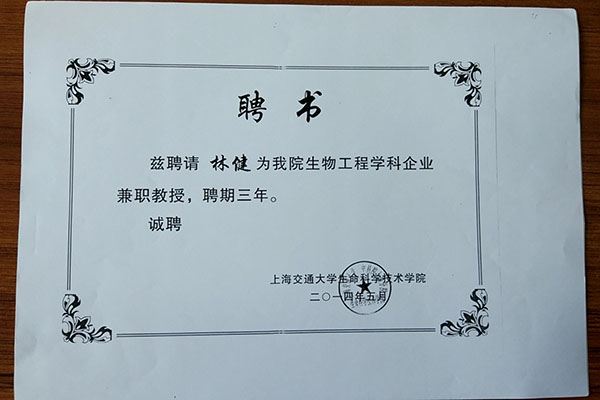 聘书
兹聘请 林健 为我院生物工程学科企业
兼职教授，聘期三年。
诚聘
上海交通大学生命科学技术学院
二〇一四年五月